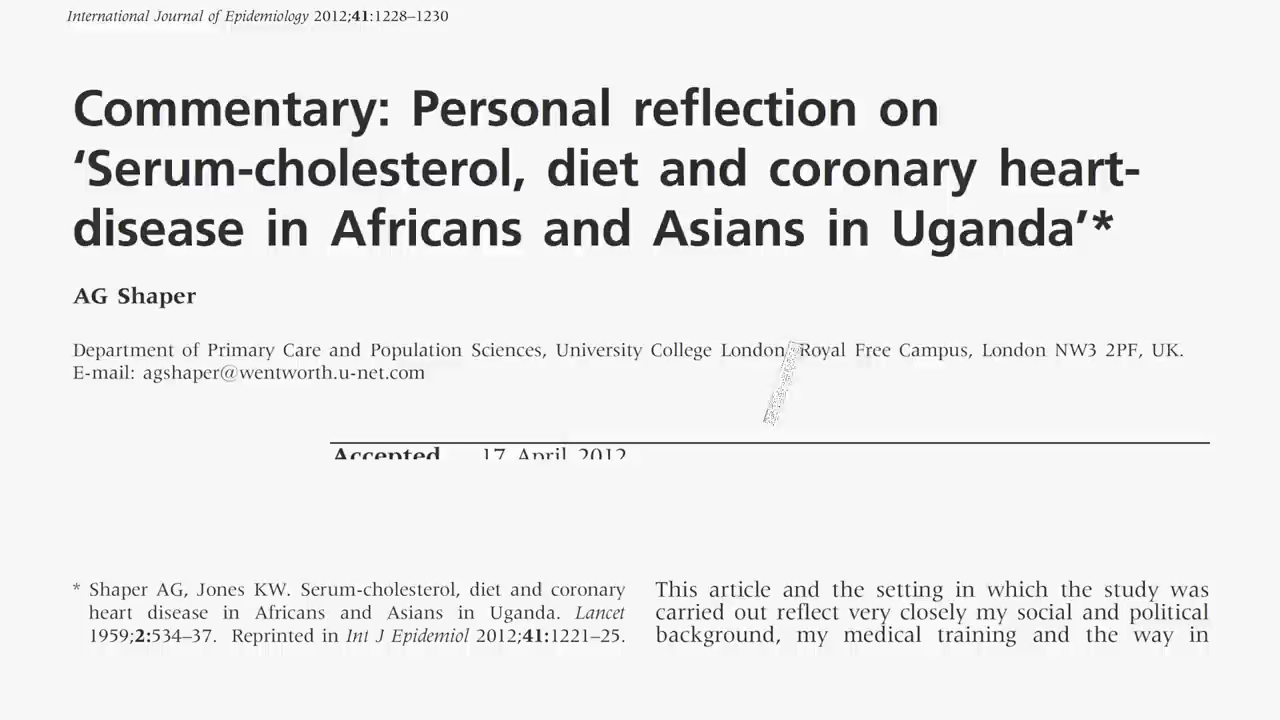 International Journal of Epidemiology 2012;41:1228–1230
Commentary: Personal reflection on
‘Serum-cholesterol, diet and coronary heart-
disease in Africans and Asians in Uganda’*
AG Shaper
Department of Primary Care and Population Sciences, University College London, Royal Free Campus, London NW3 2PF, UK.
E-mail: agshaper@wentworth.u-net.com
Accepted 17 April 2012
* Shaper AG, Jones KW. Serum-cholesterol, diet and coronary
heart disease in Africans and Asians in Uganda. Lancet
1959;2:534–37. Reprinted in Int J Epidemiol 2012;41:1221–25.
This article and the setting in which the study was
carried out reflect very closely my social and political
background, my medical training and the way in